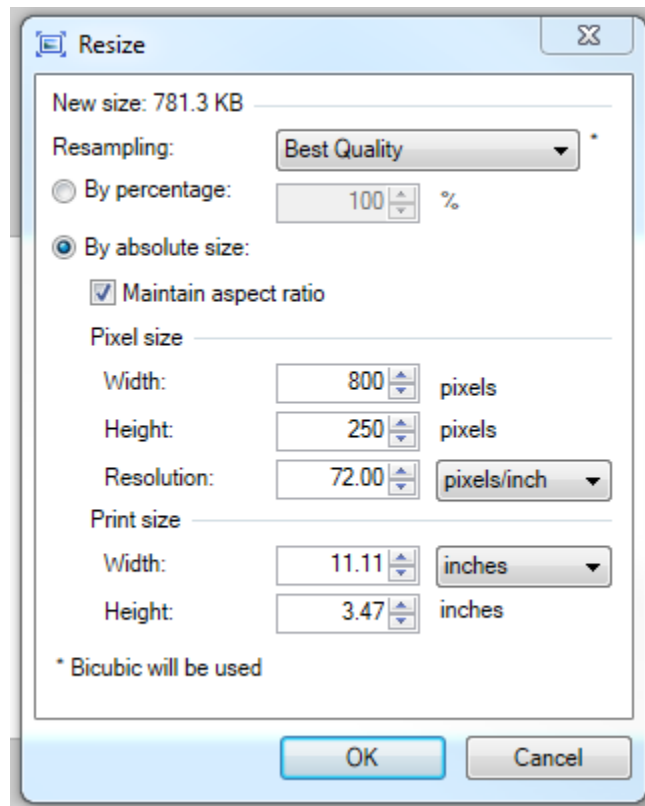 Resize
New size: 781.3 KB
Resampling: Best Quality *
By percentage: 100 %
By absolute size:
Maintain aspect ratio
Pixel size
Width: 800 pixels
Height: 250 pixels
Resolution: 72.00 pixels/inch
Print size
Width: 11.11 inches
Height: 3.47 inches
* Bicubic will be used
OK Cancel